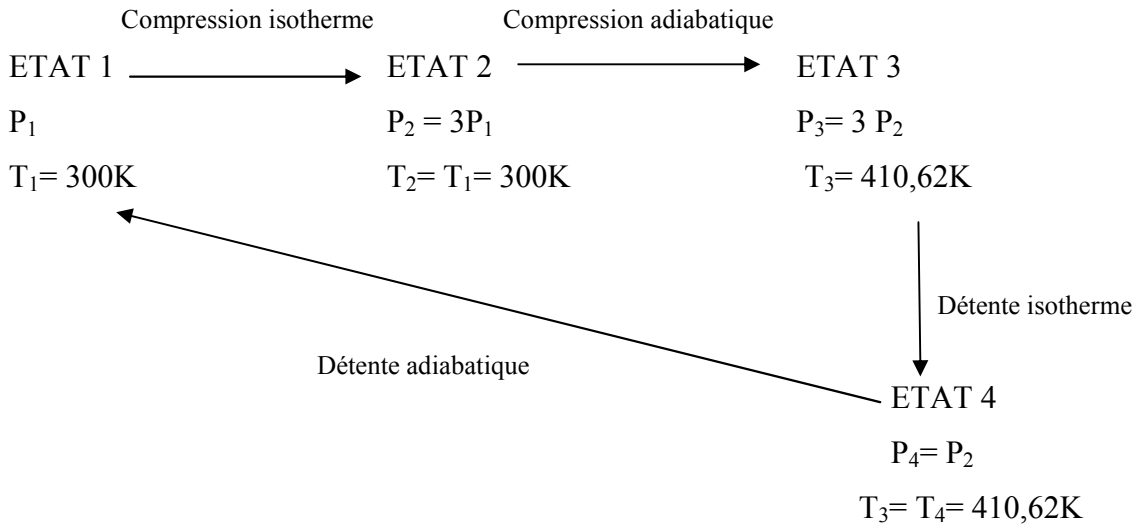 Compression isotherme
Compression adiabatique
ETAT 1
ETAT 2
ETAT 3
P₁
P₂ = 3P₁
P₃= 3 P₂
T₁= 300K
T₂= T₁= 300K
T₃= 410,62K
Détente isotherme
Détente adiabatique
ETAT 4
P₄= P₂
T₃= T₄= 410,62K